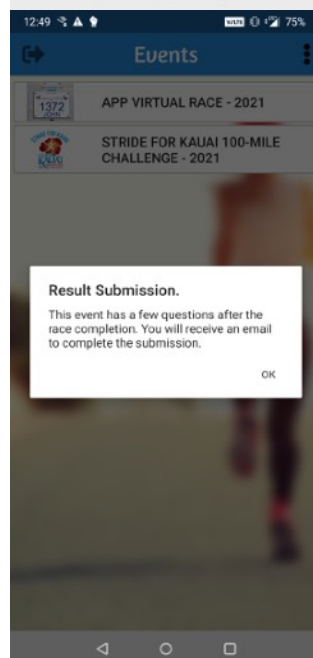 12:49
75%
Events
1372
JOHN
APP VIRTUAL RACE - 2021
STRIDE FOR KAUAI 100-MILE
CHALLENGE - 2021
Result Submission.
This event has a few questions after the
race completion. You will receive an email
to complete the submission.
OK